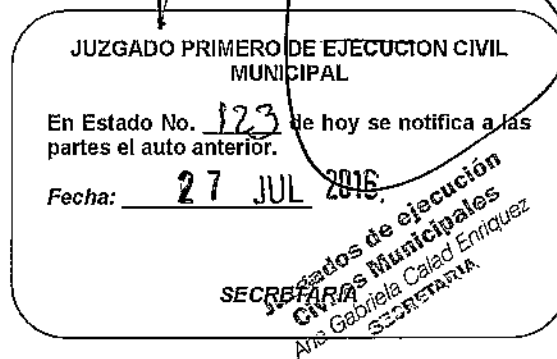 JUZGADO PRIMERO DE EJECUCION CIVIL
MUNICIPAL
En Estado No. 123 de hoy se notifica a las
partes el auto anterior.
Fecha: 27 JUL 2016.
SECRETARIA
Juzgados de ejecución
Civiles Municipales
Ana Gabriela Calad Enriquez
SECRETARIA